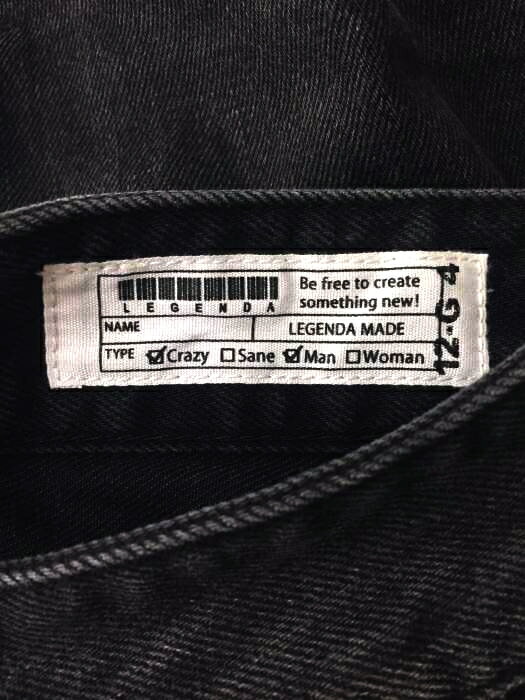 LEGENDA
Be free to create
something new!
NAME
LEGENDA MADE
TYPE ☑Crazy ☐Sane ☑Man ☐Woman
12-G 4